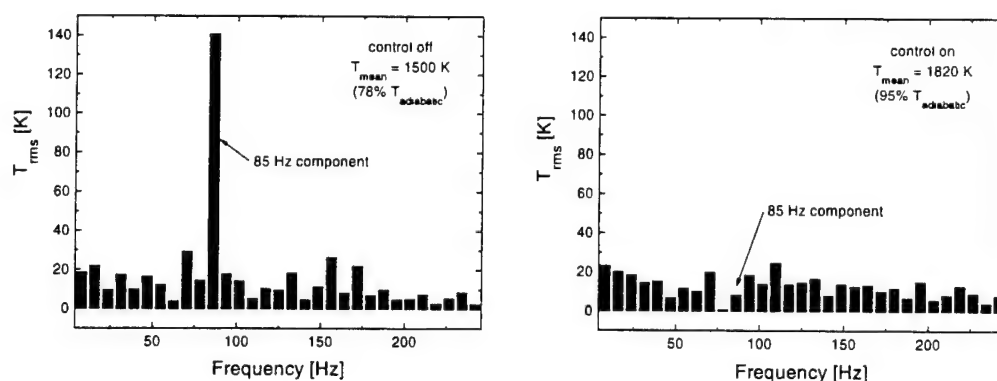 140
120
100
80
60
40
20
0
T_rms [K]
control off
T_mean = 1500 K
(78% T_adiabatic)
85 Hz component
50
100
150
200
Frequency [Hz]
140
120
100
80
60
40
20
0
T_rms [K]
control on
T_mean = 1820 K
(95% T_adiabatic)
85 Hz component
50
100
150
200
Frequency [Hz]